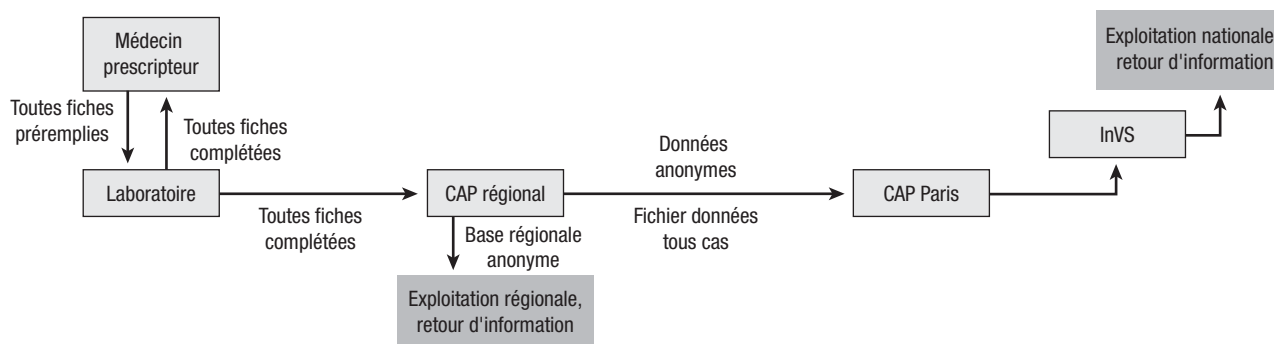 Médecin
prescripteur
Toutes fiches
préremplies
Toutes fiches
complétées
Laboratoire
Toutes fiches
complétées
CAP régional
Base régionale
anonyme
Exploitation régionale,
retour d'information
Données
anonymes
Fichier données
tous cas
CAP Paris
InVS
Exploitation nationale
retour d'information